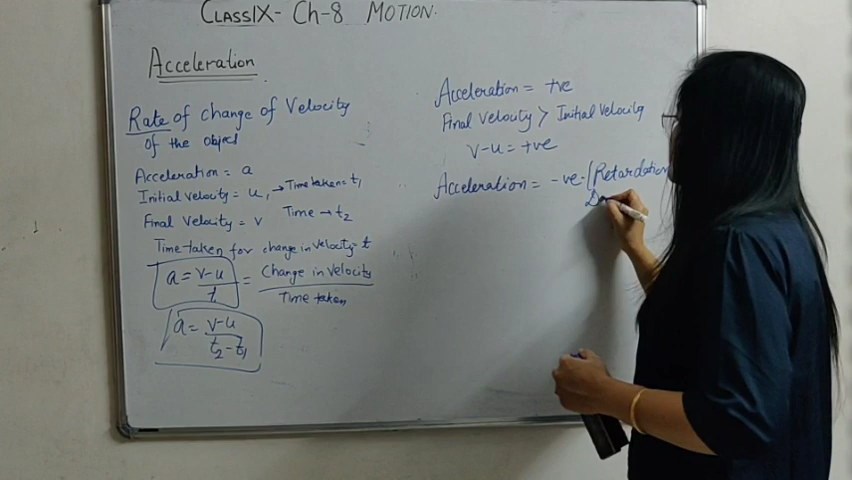 CLASSIX- Ch-8 MOTION.
Acceleration
Rate of change of Velocity
of the object
Acceleration = a
Initial velocity = u, → Time taken = t1
Final Velocity = v Time → t2
Time taken for change in velocity = t
a = v-u / t = Change in velocity / Time taken
a = v-u / t2 - t1
Acceleration = +ve
Final Velocity > Initial Velocity
v-u = +ve
Acceleration = -ve - (Retardation